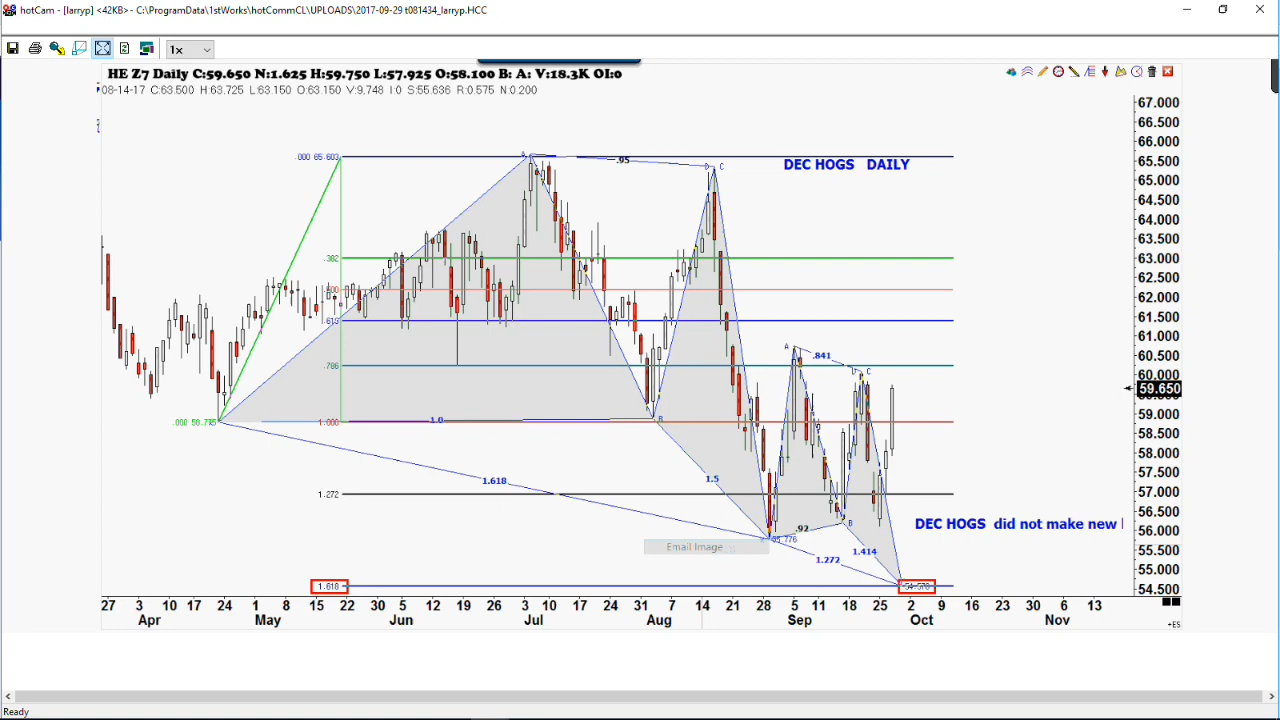 hotCam - [larryp] <42KB> - C:\ProgramData\1stWorks\hotCommCL\UPLOADS\2017-09-29 t081434_larryp.HCC
1x
HE Z7 Daily C:59.650 N:1.625 H:59.750 L:57.925 O:58.100 B: A: V:18.3K OI:0
08-14-17 C:63.500 H:63.725 L:63.150 O:63.150 V:9.748 I:0 S:55.636 R:0.575 N:0.200
67.000
66.500
66.000
65.500
65.000
64.500
64.000
63.500
63.000
62.500
62.000
61.500
61.000
60.500
60.000
59.650
59.000
58.500
58.000
57.500
57.000
56.500
56.000
55.500
55.000
54.500
.000 65.603
A
.95
D C
DEC HOGS DAILY
.382
.618
.786
A
.841
D C
.000
1.000
1.0
B
1.618
1.5
1.272
.92
B
DEC HOGS did not make new l
Email Image
1.414
1.272
1.618
54.570
27 3 10 17 24 1 8 15 22 30 5 12 19 26 3 10 17 24 31 7 14 21 28 5 11 18 25 2 9 16 23 30 6 13
Apr May Jun Jul Aug Sep Oct Nov
+ES
Ready